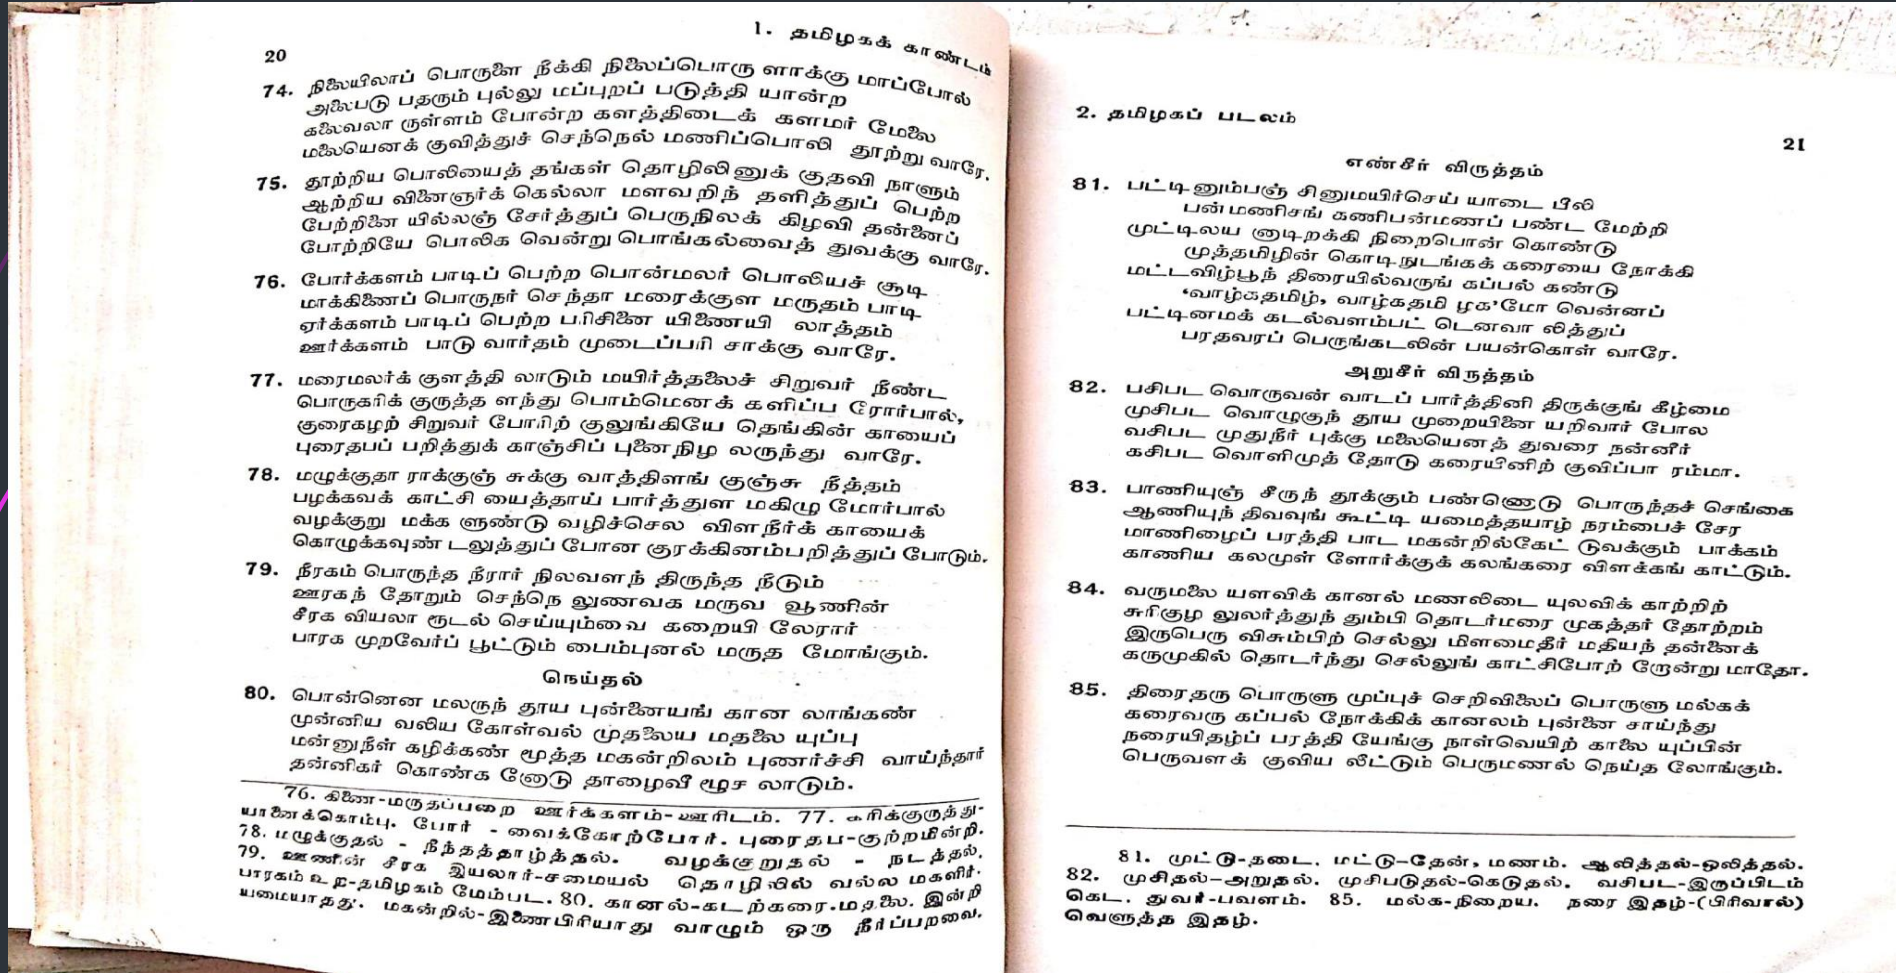 20
1. தமிழகக் காண்டம்
74. நிலையிலாப் பொருளை நீக்கி நிலைப்பொரு ளாக்கு மாப்போல்
அலைபடு பதரும் புல்லு மப்புறப் படுத்தி யான்ற
கலைவலா ருள்ளம் போன்ற களத்திடைக் களமர் மேலை
மலையெனக் குவித்துச் செந்நெல் மணிப்பொலி தூற்று வாரே.
75. தூற்றிய பொலியைத் தங்கள் தொழிலினுக் குதவி நாளும்
ஆற்றிய வினைஞர்க் கெல்லா மளவறிந் தளித்துப் பெற்ற
பேற்றினை யில்லஞ் சேர்த்துப் பெருநிலக் கிழவி தன்னைப்
போற்றியே பொலிக வென்று பொங்கல்வைத் துவக்கு வாரே.
76. போர்க்களம் பாடிப் பெற்ற பொன்மலர் பொலியச் சூடி
மாக்கிணைப் பொருநர் செந்தா மரைக்குள மருதம் பாடி
ஏர்க்களம் பாடிப் பெற்ற பரிசினை யிணையி லாத்தம்
ஊர்க்களம் பாடு வார்தம் முடைப்பரி சாக்கு வாரே.
77. மரைமலர்க் குளத்தி லாடும் மயிர்த்தலைச் சிறுவர் நீண்ட
பொருகரிக் குருத்த ளந்து பொம்மெனக் களிப்ப ரோர்பால்,
குரைகழற் சிறுவர் போரிற் குலுங்கியே தெங்கின் காயைப்
புரைதபப் பறித்துக் காஞ்சிப் புனைநிழ லருந்து வாரே.
78. மழுக்குதா ராக்குஞ் சுக்கு வாத்திளங் குஞ்சு நீத்தம்
பழக்கவக் காட்சி யைத்தாய் பார்த்துள மகிழு மோர்பால்
வழக்குறு மக்க ளுண்டு வழிச்செல விளநீர்க் காயைக்
கொழுக்கவுண் டலுத்துப் போன குரக்கினம்பறித்துப் போடும்.
79. நீரகம் பொருந்த நீரார் நிலவளந் திருந்த நீடும்
ஊரகந் தோறும் செந்நெ லுணவக மருவ வூணின்
சீரக வியலா ரூடல் செய்யும்வை கறையி லேரார்
பாரக முறவேர்ப் பூட்டும் பைம்புனல் மருத மோங்கும்.
நெய்தல்
80. பொன்னென மலருந் தூய புன்னையங் கான லாங்கண்
முன்னிய வலிய கோள்வல் முதலைய மதலை யுப்பு
மன்னுநீள் கழிக்கண் மூத்த மகன்றிலம் புணர்ச்சி வாய்ந்தார்
தன்னிகர் கொண்க னோடு தாழைவீ ழூச லாடும்.
76. கிணை-மருதப்பறை ஊர்க்களம்-ஊரிடம். 77. கரிக்குருத்து-
யானைக்கொம்பு. போர் - வைக்கோற்போர். புரைதப-குற்றமின்றி.
78. மழுக்குதல் - நீந்தத்தாழ்த்தல். வழக்குறுதல் - நடத்தல்.
79. ஊணின் சீரக இயலார்-சமையல் தொழிலில் வல்ல மகளிர்.
பாரகம் உற-தமிழகம் மேம்பட. 80. கானல்-கடற்கரை. மதலை. இன்றி
யமையாதது. மகன்றில்-இணைபிரியாது வாழும் ஒரு நீர்ப்பறவை.
2. தமிழகப் படலம்
21
எண்சீர் விருத்தம்
81. பட்டினும்பஞ் சினுமயிர்செய் யாடை பீலி
பன்மணிசங் கணிபன்மணப் பண்ட மேற்றி
முட்டிலய னாடிறக்கி நிறைபொன் கொண்டு
முத்தமிழின் கொடிநுடங்கக் கரையை நோக்கி
மட்டவிழ்பூந் திரையில்வருங் கப்பல் கண்டு
‘வாழ்கதமிழ், வாழ்கதமி ழக’மோ வென்னப்
பட்டினமக் கடல்வளம்பட் டெனவா லித்துப்
பரதவரப் பெருங்கடலின் பயன்கொள் வாரே.
அறுசீர் விருத்தம்
82. பசிபட வொருவன் வாடப் பார்த்தினி திருக்குங் கீழ்மை
முசிபட வொழுகுந் தூய முறையினை யறிவார் போல
வசிபட முதுநீர் புக்கு மலையெனத் துவரை நன்னீர்
கசிபட வொளிமுத் தோடு கரையினிற் குவிப்பா ரம்மா.
83. பாணியுஞ் சீருந் தூக்கும் பண்ணொடு பொருந்தச் செங்கை
ஆணியுந் திவவுங் கூட்டி யமைத்தயாழ் நரம்பைச் சேர
மாணிழைப் பரத்தி பாட மகன்றில்கேட் டுவக்கும் பாக்கம்
காணிய கலமுள் ளோர்க்குக் கலங்கரை விளக்கங் காட்டும்.
84. வருமலை யளவிக் கானல் மணலிடை யுலவிக் காற்றிற்
சுரிகுழ லுலர்த்துந் தும்பி தொடர்மரை முகத்தர் தோற்றம்
இருபெரு விசும்பிற் செல்லு மிளமைதீர் மதியந் தன்னைக்
கருமுகில் தொடர்ந்து செல்லுங் காட்சிபோற் றோன்று மாதோ.
85. திரைதரு பொருளு முப்புச் செறிவிலைப் பொருளு மல்கக்
கரைவரு கப்பல் நோக்கிக் கானலம் புன்னை சாய்ந்து
நரையிதழ்ப் பரத்தி யேங்கு நாள்வெயிற் காலை யுப்பின்
பெருவளக் குவிய லீட்டும் பெருமணல் நெய்த லோங்கும்.
81. முட்டு-தடை. மட்டு-தேன், மணம். ஆலித்தல்-ஒலித்தல்.
82. முசிதல்-அறுதல். முசிபடுதல்-கெடுதல். வசிபட-இருப்பிடம்
கெட. துவர்-பவளம். 85. மல்க-நிறைய. நரை இதழ்-(பிரிவால்)
வெளுத்த இதழ்.